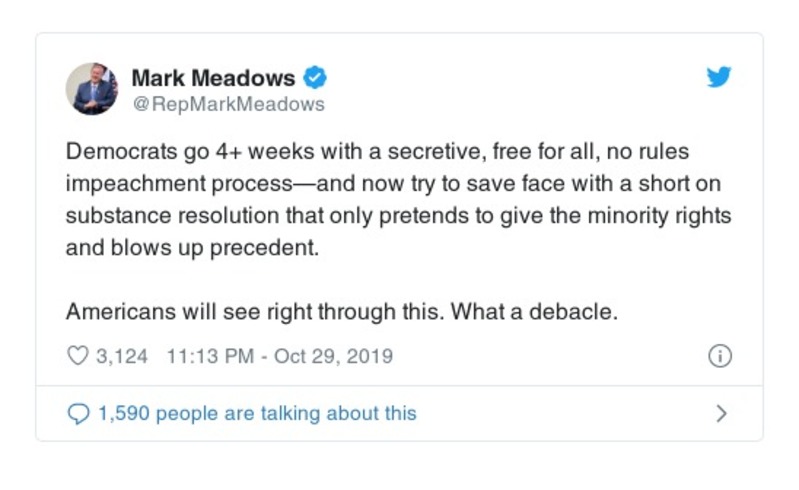 Mark Meadows
@RepMarkMeadows
Democrats go 4+ weeks with a secretive, free for all, no rules
impeachment process—and now try to save face with a short on
substance resolution that only pretends to give the minority rights
and blows up precedent.
Americans will see right through this. What a debacle.
3,124 11:13 PM - Oct 29, 2019
1,590 people are talking about this